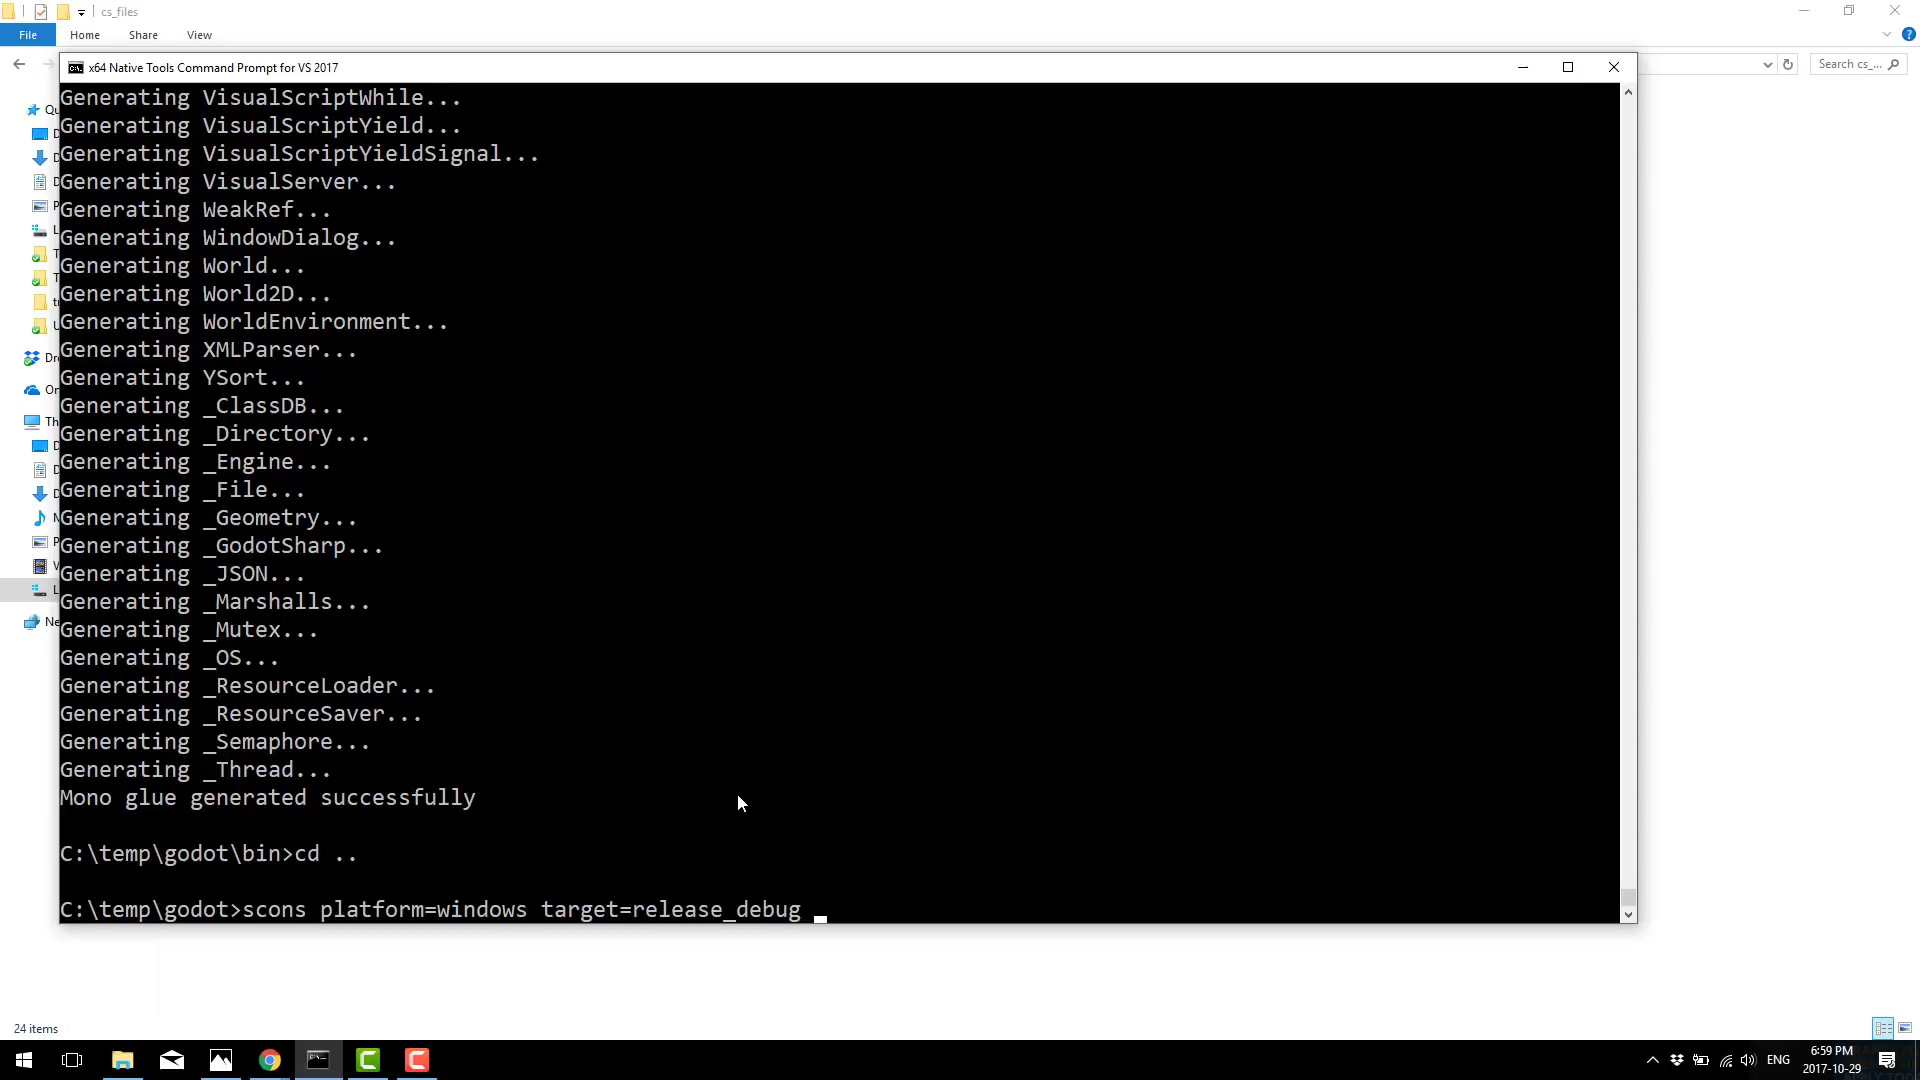 cs_files
File Home Share View
Search cs_...
x64 Native Tools Command Prompt for VS 2017
Generating VisualScriptWhile...
Generating VisualScriptYield...
Generating VisualScriptYieldSignal...
Generating VisualServer...
Generating WeakRef...
Generating WindowDialog...
Generating World...
Generating World2D...
Generating WorldEnvironment...
Generating XMLParser...
Generating YSort...
Generating _ClassDB...
Generating _Directory...
Generating _Engine...
Generating _File...
Generating _Geometry...
Generating _GodotSharp...
Generating _JSON...
Generating _Marshalls...
Generating _Mutex...
Generating _OS...
Generating _ResourceLoader...
Generating _ResourceSaver...
Generating _Semaphore...
Generating _Thread...
Mono glue generated successfully
C:\temp\godot\bin>cd ..
C:\temp\godot>scons platform=windows target=release_debug
24 items
ENG
6:59 PM
2017-10-29